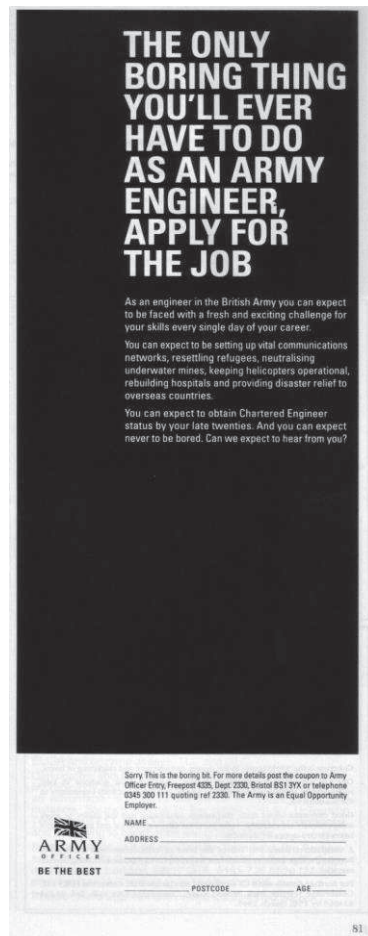 THE ONLY
BORING THING
YOU'LL EVER
HAVE TO DO
AS AN ARMY
ENGINEER,
APPLY FOR
THE JOB
As an engineer in the British Army you can expect
to be faced with a fresh and exciting challenge for
your skills every single day of your career.
You can expect to be setting up vital communications
networks, resettling refugees, neutralising
underwater mines, keeping helicopters operational,
rebuilding hospitals and providing disaster relief to
overseas countries.
You can expect to obtain Chartered Engineer
status by your late twenties. And you can expect
never to be bored. Can we expect to hear from you?
Sorry. This is the boring bit. For more details post the coupon to Army
Officer Entry, Freepost 4335, Dept. 2330, Bristol BS1 3YX or telephone
0345 300 111 quoting ref 2330. The Army is an Equal Opportunity
Employer.
NAME
ADDRESS
POSTCODE AGE
ARMY
OFFICER
BE THE BEST
81